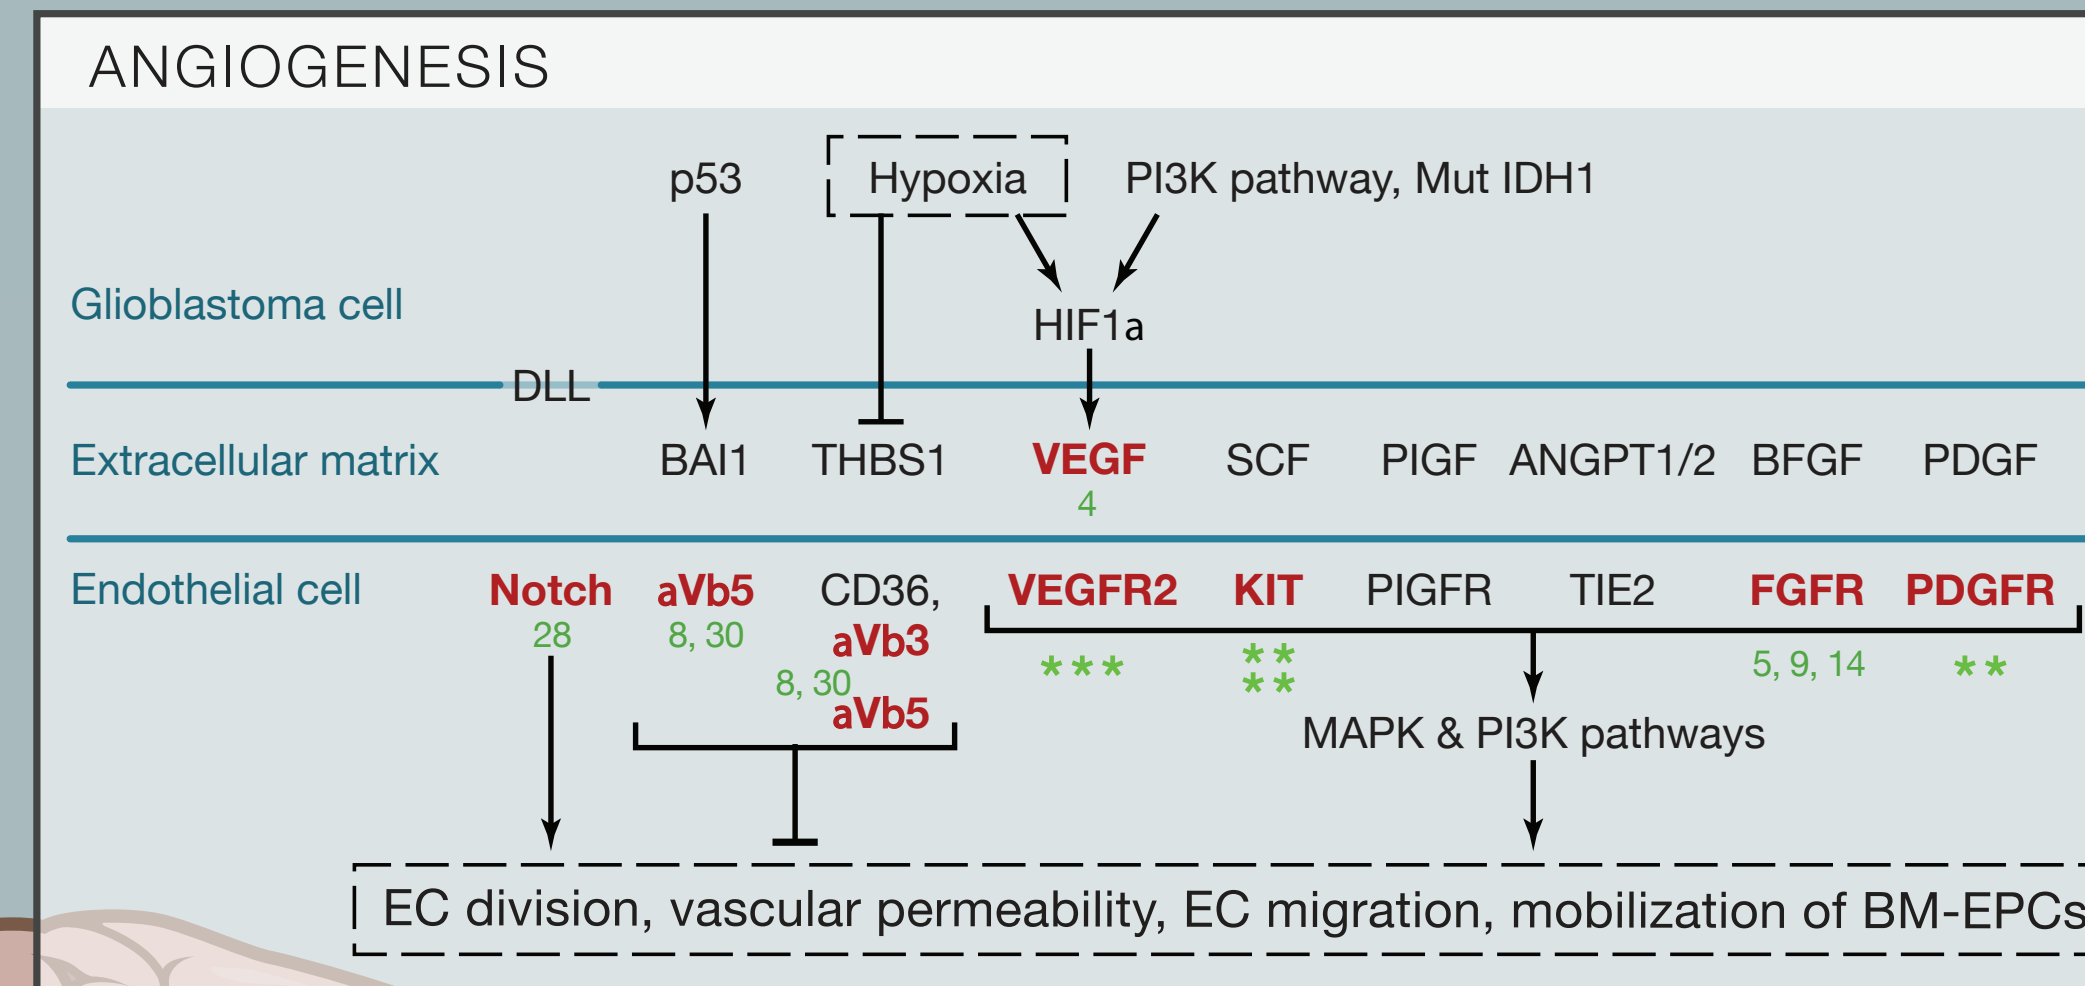 ANGIOGENESIS
p53 Hypoxia PI3K pathway, Mut IDH1
Glioblastoma cell
HIF1a
DLL
Extracellular matrix BAI1 THBS1 VEGF SCF PIGF ANGPT1/2 BFGF PDGF
4
Endothelial cell Notch aVb5 CD36, VEGFR2 KIT PIGFR TIE2 FGFR PDGFR
28 8, 30 aVb3
*** ** ** 5, 9, 14 **
8, 30
aVb5
MAPK & PI3K pathways
EC division, vascular permeability, EC migration, mobilization of BM-EPCs